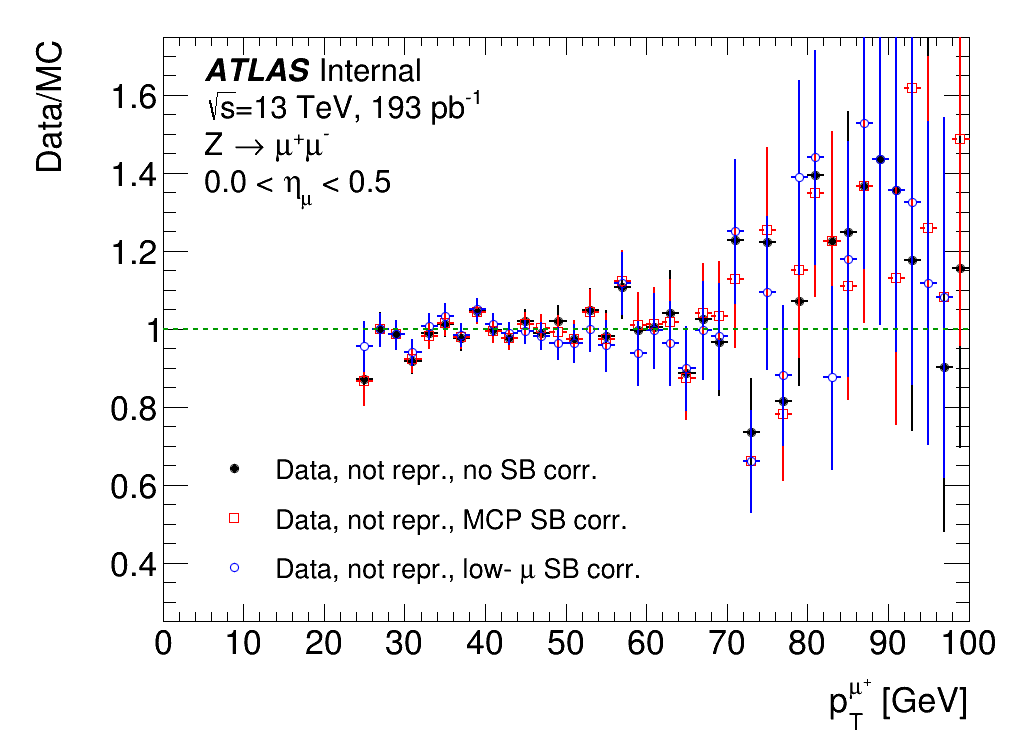 Data/MC
ATLAS Internal
√s=13 TeV, 193 pb⁻¹
Z → μ⁺μ⁻
0.0 < η_μ < 0.5
1.6
1.4
1.2
1
0.8
0.6
0.4
Data, not repr., no SB corr.
Data, not repr., MCP SB corr.
Data, not repr., low- μ SB corr.
0 10 20 30 40 50 60 70 80 90 100
p_T^{μ⁺} [GeV]